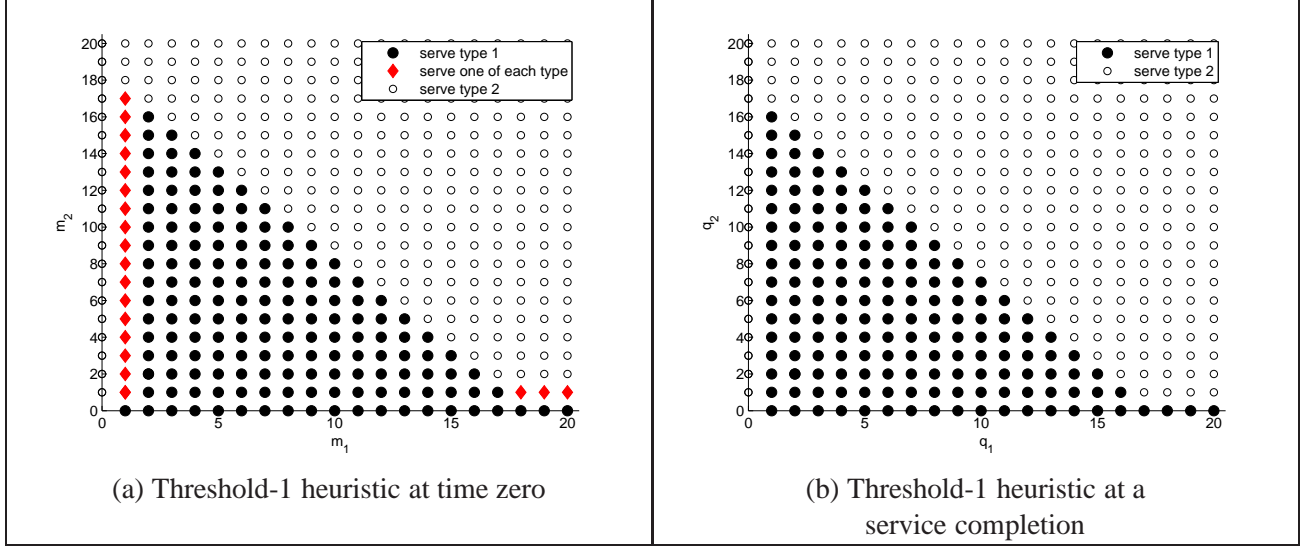 20
18
16
14
12
10
8
6
4
2
0
m2
0
5
10
15
20
m1
serve type 1
serve one of each type
serve type 2
(a) Threshold-1 heuristic at time zero
20
18
16
14
12
10
8
6
4
2
0
q2
0
5
10
15
20
q1
serve type 1
serve type 2
(b) Threshold-1 heuristic at a
service completion